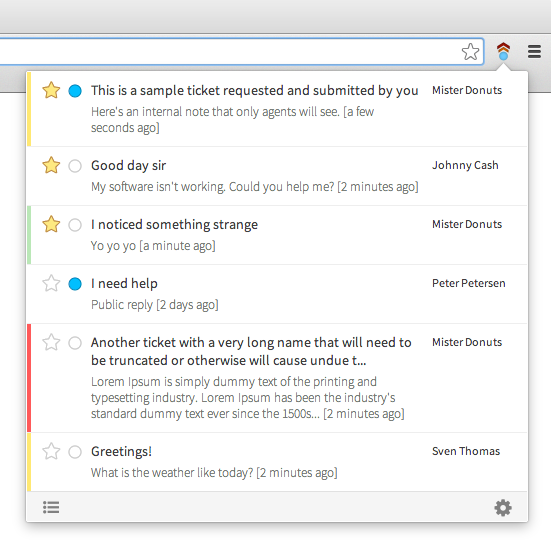 This is a sample ticket requested and submitted by you
Mister Donuts
Here's an internal note that only agents will see. [a few
seconds ago]
Good day sir
Johnny Cash
My software isn't working. Could you help me? [2 minutes ago]
I noticed something strange
Mister Donuts
Yo yo yo [a minute ago]
I need help
Peter Petersen
Public reply [2 days ago]
Another ticket with a very long name that will need to
Mister Donuts
be truncated or otherwise will cause undue t...
Lorem Ipsum is simply dummy text of the printing and
typesetting industry. Lorem Ipsum has been the industry's
standard dummy text ever since the 1500s... [2 minutes ago]
Greetings!
Sven Thomas
What is the weather like today? [2 minutes ago]